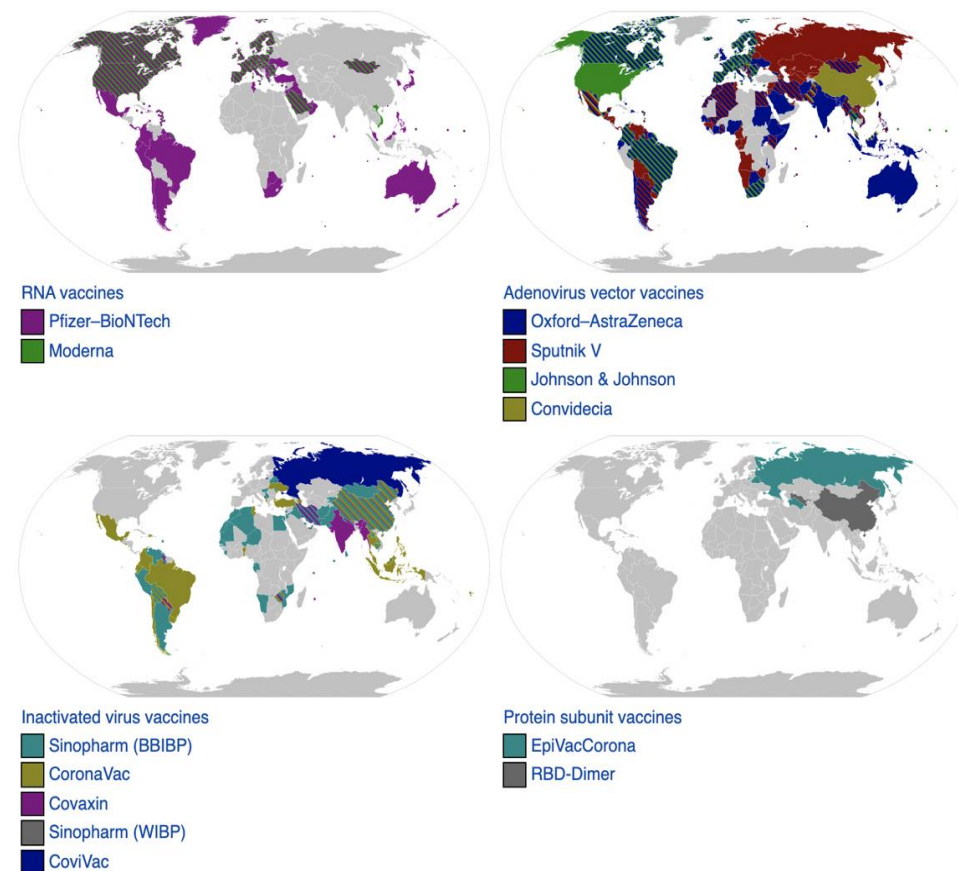 RNA vaccines
Pfizer–BioNTech
Moderna
Adenovirus vector vaccines
Oxford–AstraZeneca
Sputnik V
Johnson & Johnson
Convidecia
Inactivated virus vaccines
Sinopharm (BBIBP)
CoronaVac
Covaxin
Sinopharm (WIBP)
CoviVac
Protein subunit vaccines
EpiVacCorona
RBD-Dimer